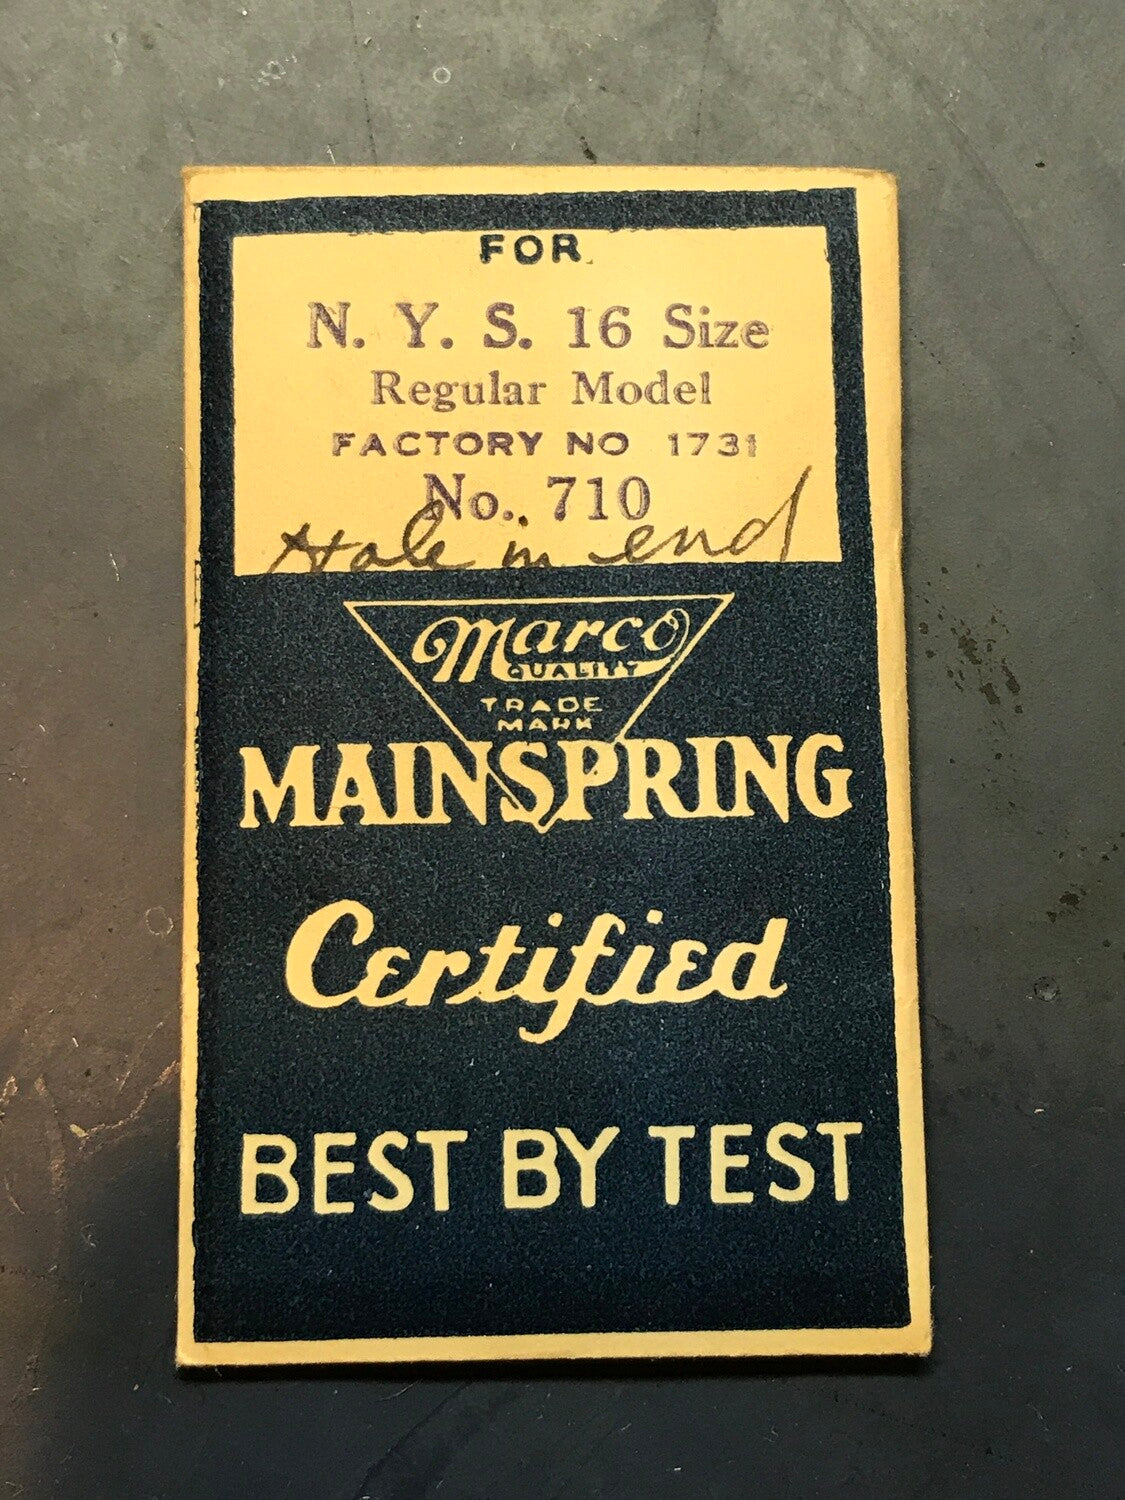 FOR
N. Y. S. 16 Size
Regular Model
FACTORY NO 1731
No. 710
Hole in end
Marco
QUALITY
TRADE
MARK
MAINSPRING
Certified
BEST BY TEST